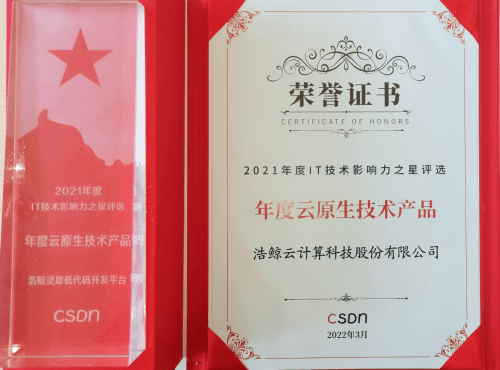 2021年度
IT技术影响力之星评选
年度云原生技术产品
浩鲸灵犀低代码开发平台
CSDN
荣誉证书
CERTIFICATE OF HONORS
2021年度IT技术影响力之星评选
年度云原生技术产品
浩鲸云计算科技股份有限公司
CSDN
2022年3月